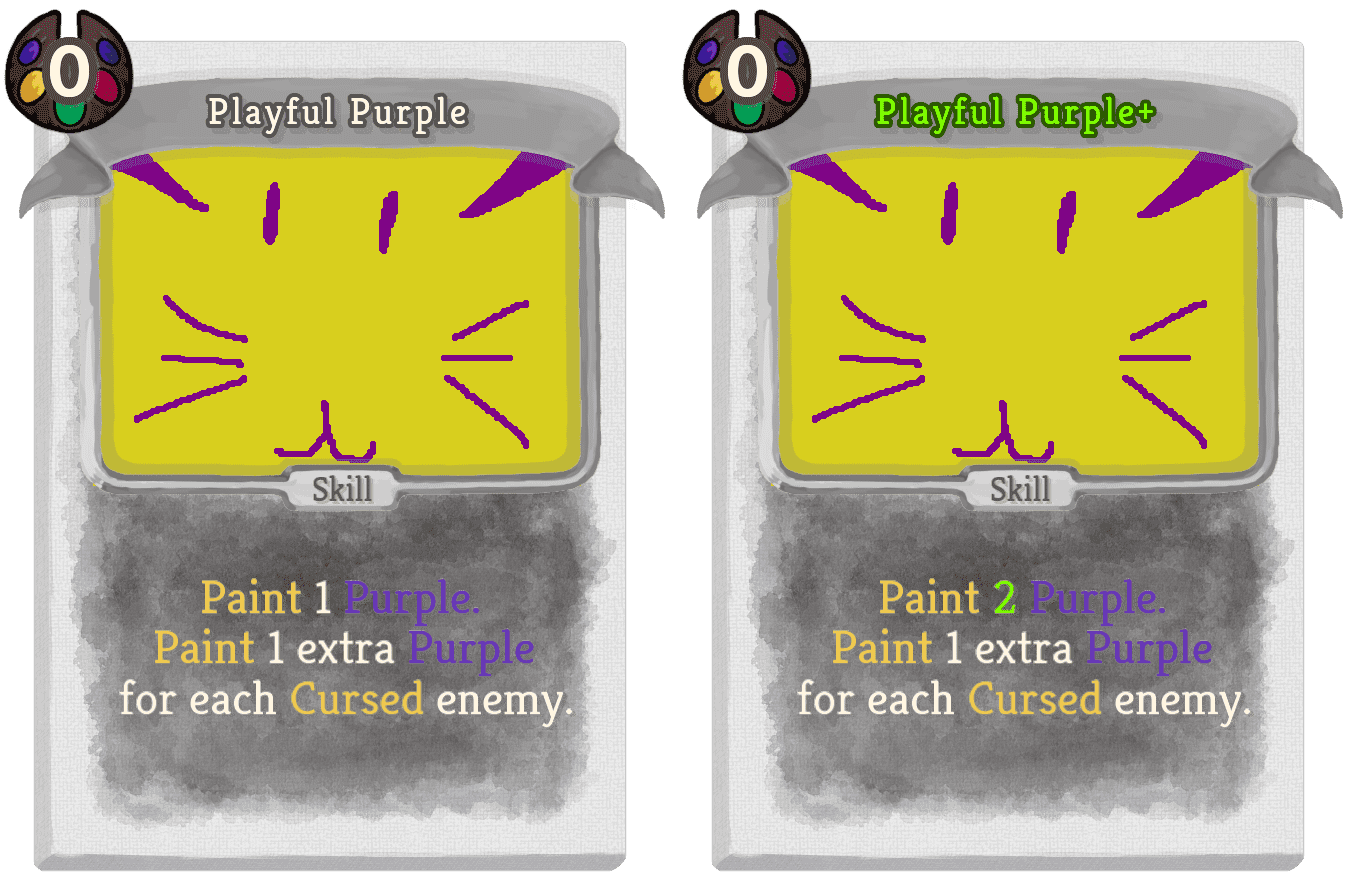 0
Playful Purple
Skill
Paint 1 Purple.
Paint 1 extra Purple
for each Cursed enemy.
0
Playful Purple+
Skill
Paint 2 Purple.
Paint 1 extra Purple
for each Cursed enemy.